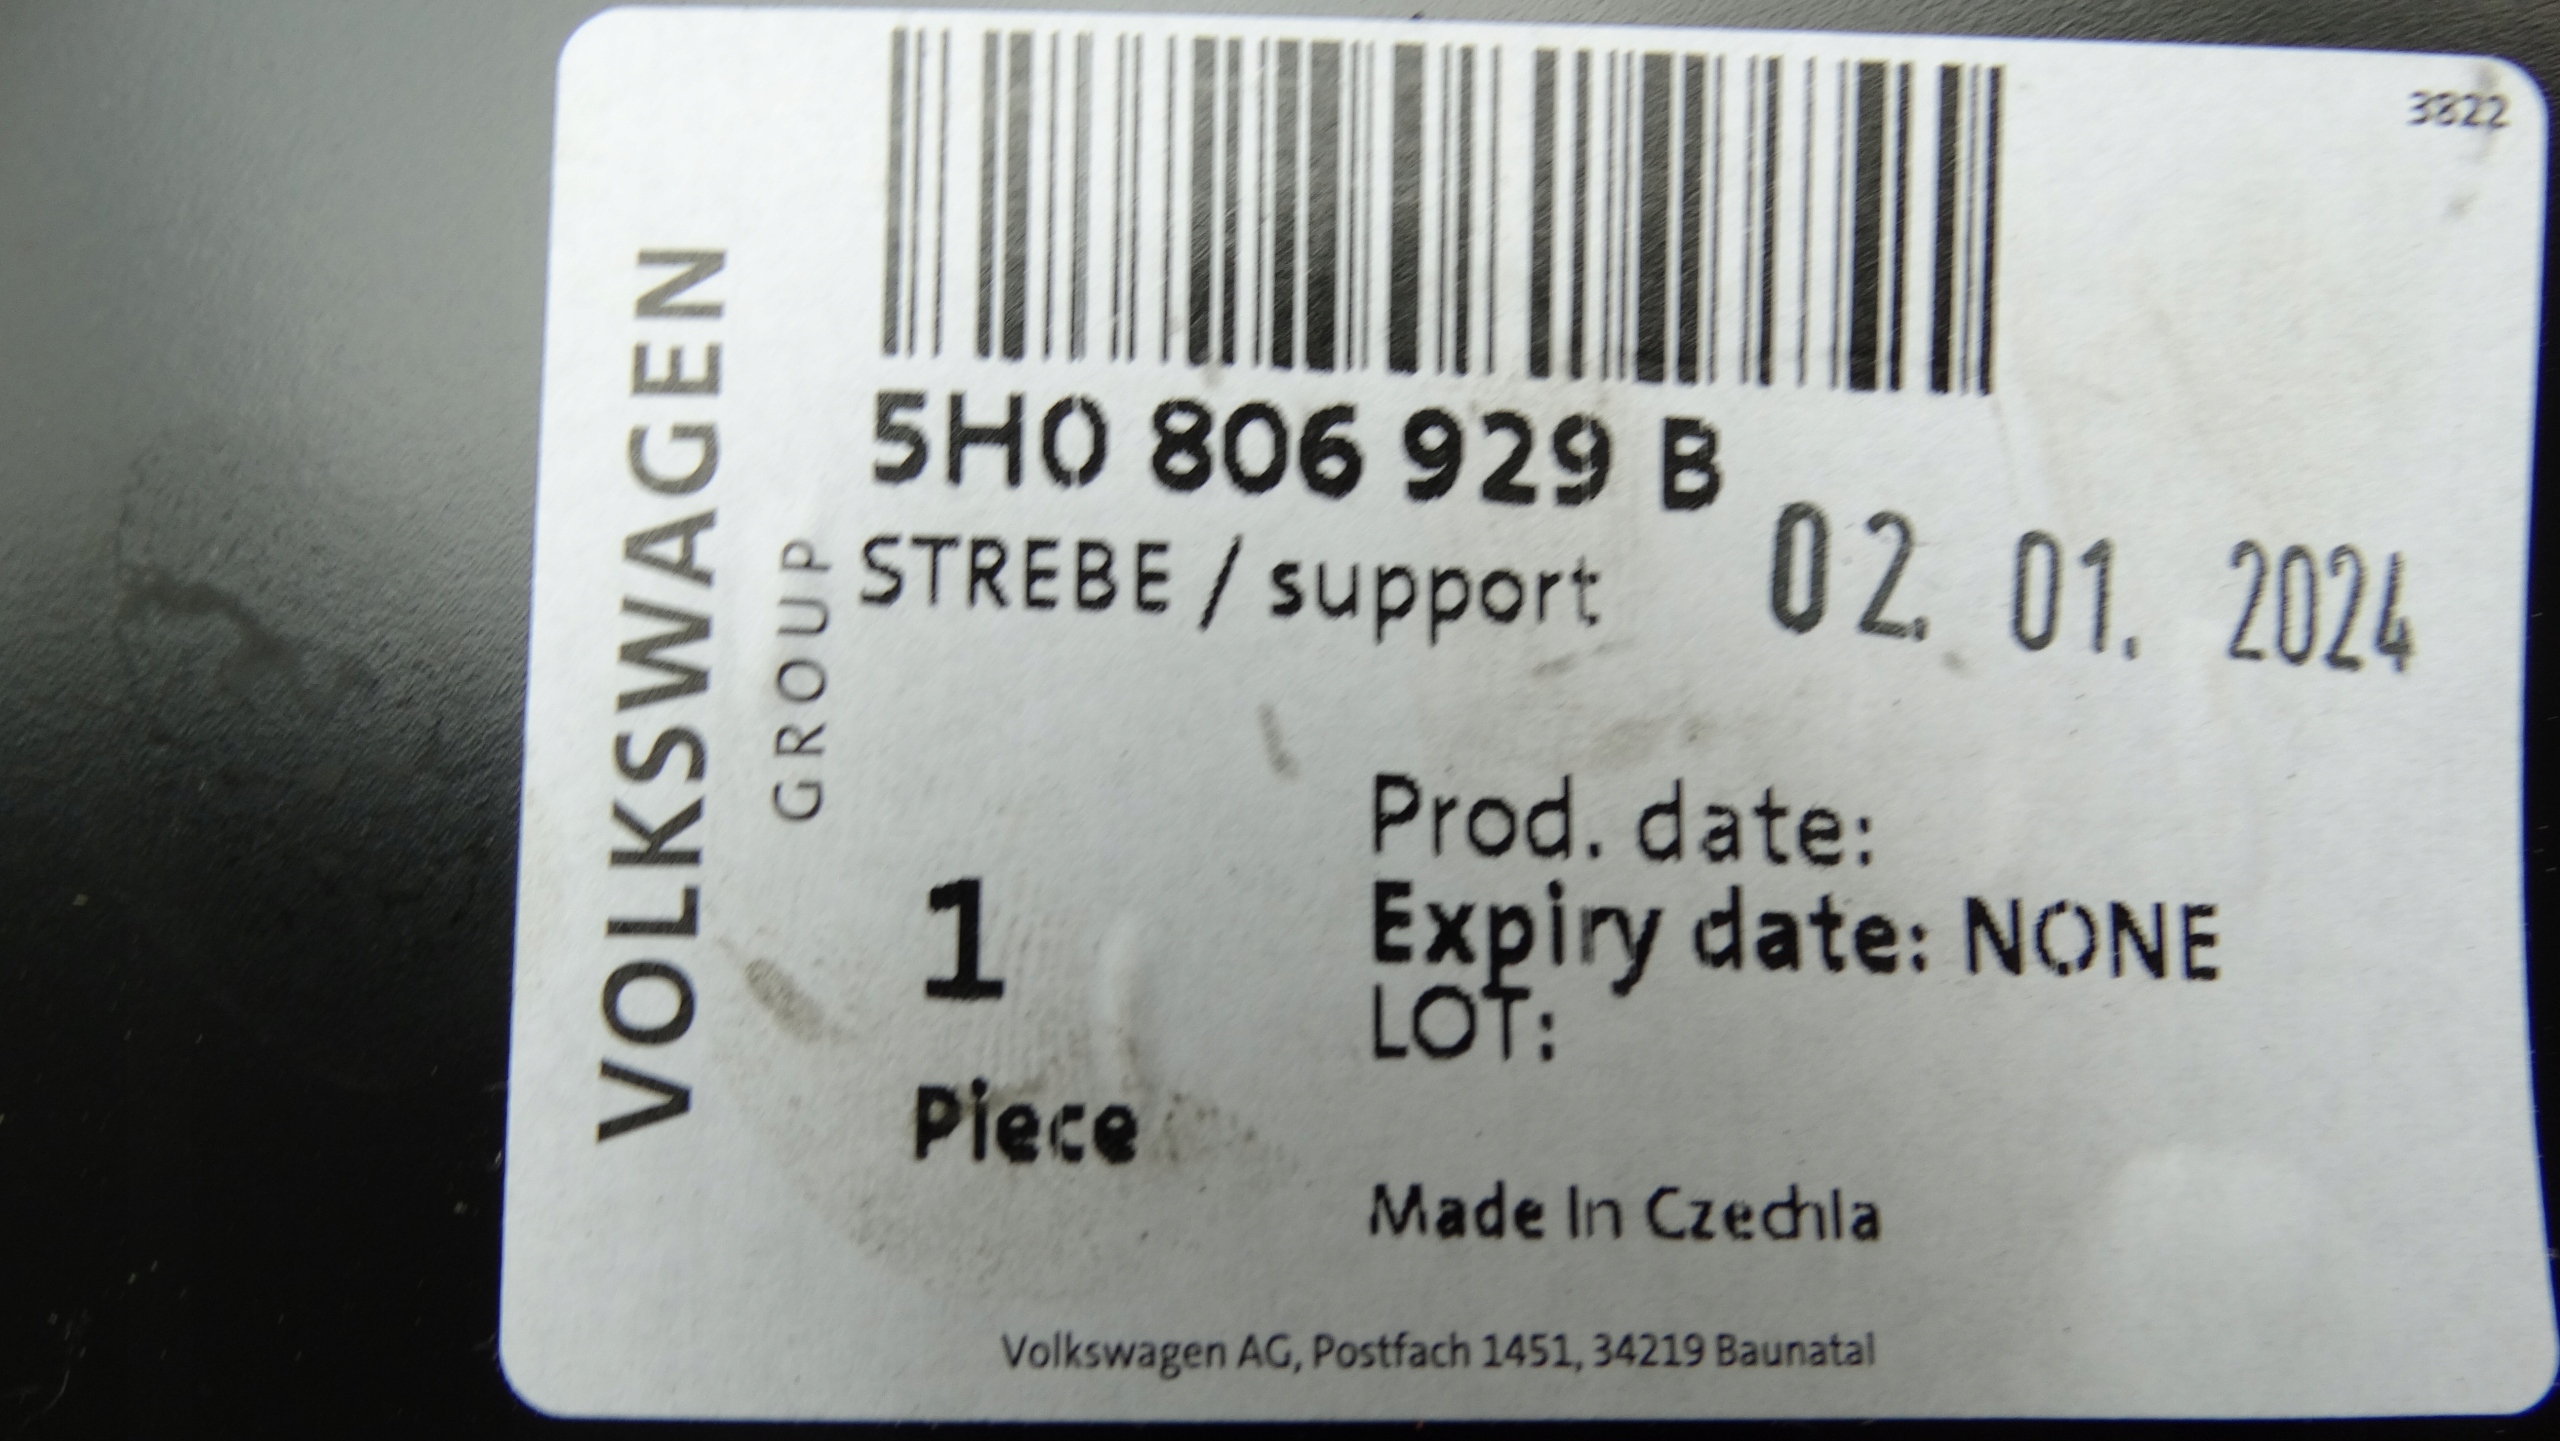 3822
VOLKSWAGEN
GROUP
5H0 806 929 B
STREBE / support
02. 01. 2024
Prod. date:
Expiry date: NONE
LOT:
1
Piece
Made In Czechia
Volkswagen AG, Postfach 1451, 34219 Baunatal